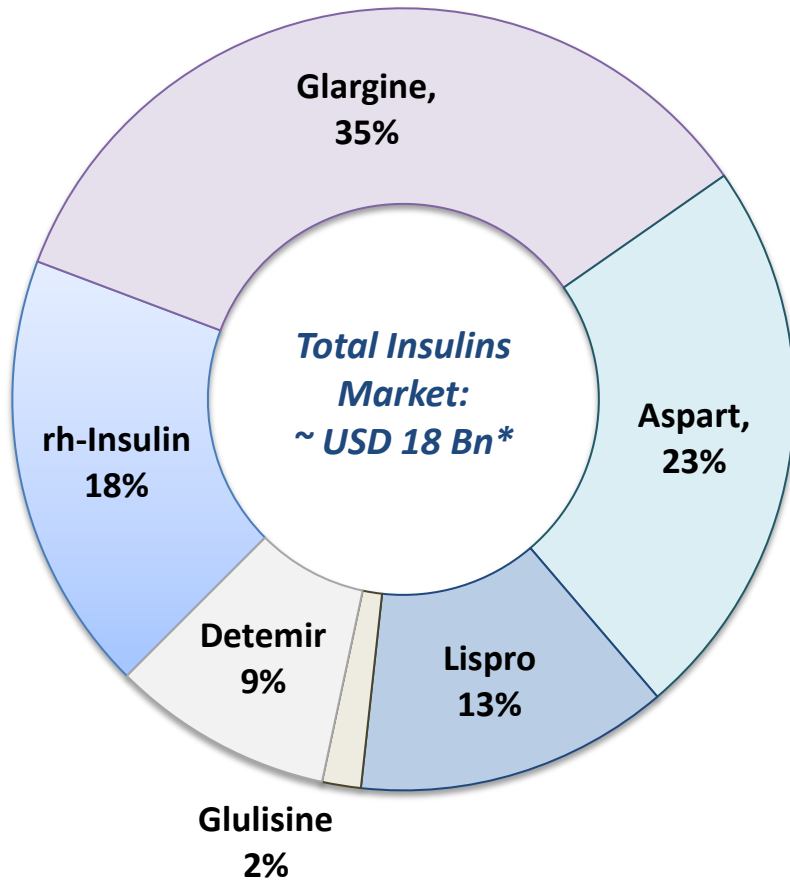 Glargine,
35%
Total Insulins
Market:
~ USD 18 Bn*
Aspart,
23%
rh-Insulin
18%
Detemir
9%
Lispro
13%
Glulisine
2%